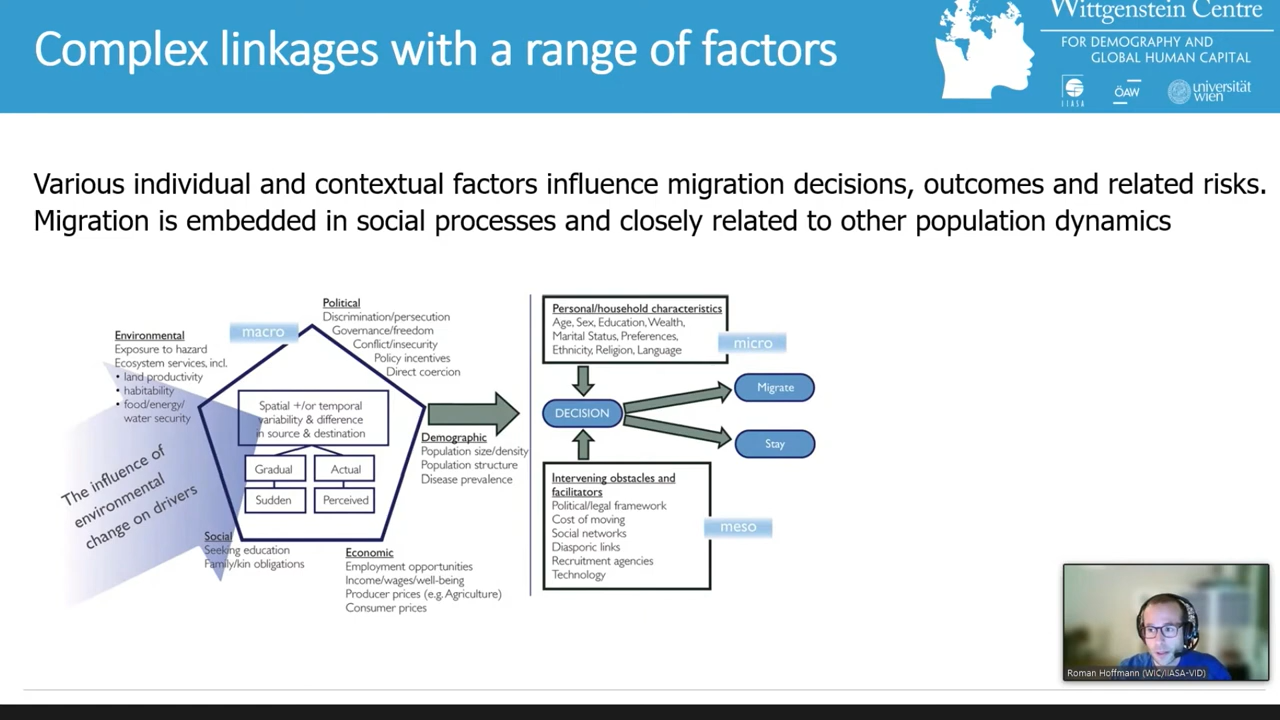 Complex linkages with a range of factors
Wittgenstein Centre
FOR DEMOGRAPHY AND
GLOBAL HUMAN CAPITAL
IIASA
ÖAW
universität
wien
Various individual and contextual factors influence migration decisions, outcomes and related risks.
Migration is embedded in social processes and closely related to other population dynamics
macro
Environmental
Exposure to hazard
Ecosystem services, incl.
• land productivity
• habitability
• food/energy/
water security
Political
Discrimination/persecution
Governance/freedom
Conflict/insecurity
Policy incentives
Direct coercion
Spatial +/or temporal
variability & difference
in source & destination
Gradual
Actual
Sudden
Perceived
The influence of
environmental
change on drivers
Demographic
Population size/density
Population structure
Disease prevalence
Social
Seeking education
Family/kin obligations
Economic
Employment opportunities
Income/wages/well-being
Producer prices (e.g. Agriculture)
Consumer prices
Personal/household characteristics
Age, Sex, Education, Wealth,
Marital Status, Preferences,
Ethnicity, Religion, Language
micro
DECISION
Migrate
Stay
Intervening obstacles and
facilitators
Political/legal framework
Cost of moving
Social networks
Diasporic links
Recruitment agencies
Technology
meso
Roman Hoffmann (WIC/IIASA-VID)